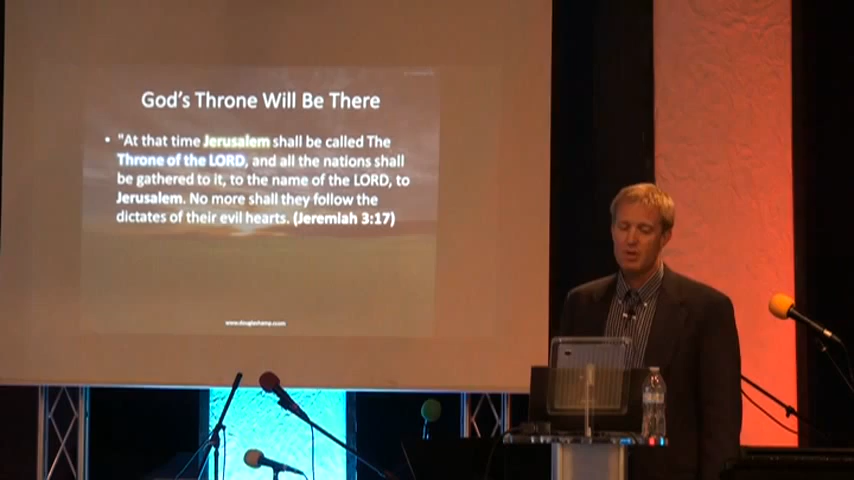 God's Throne Will Be There
• "At that time Jerusalem shall be called The
Throne of the LORD, and all the nations shall
be gathered to it, to the name of the LORD, to
Jerusalem. No more shall they follow the
dictates of their evil hearts. (Jeremiah 3:17)